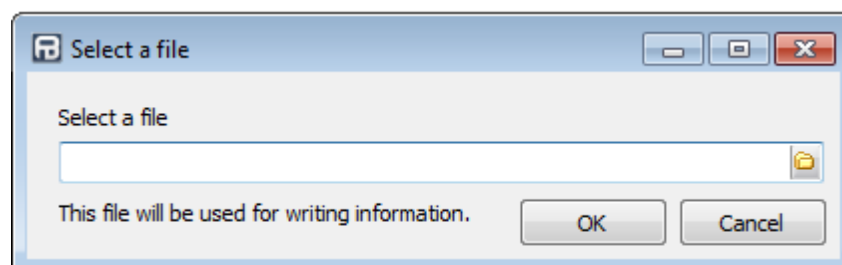 Select a file
Select a file
This file will be used for writing information.
OK
Cancel